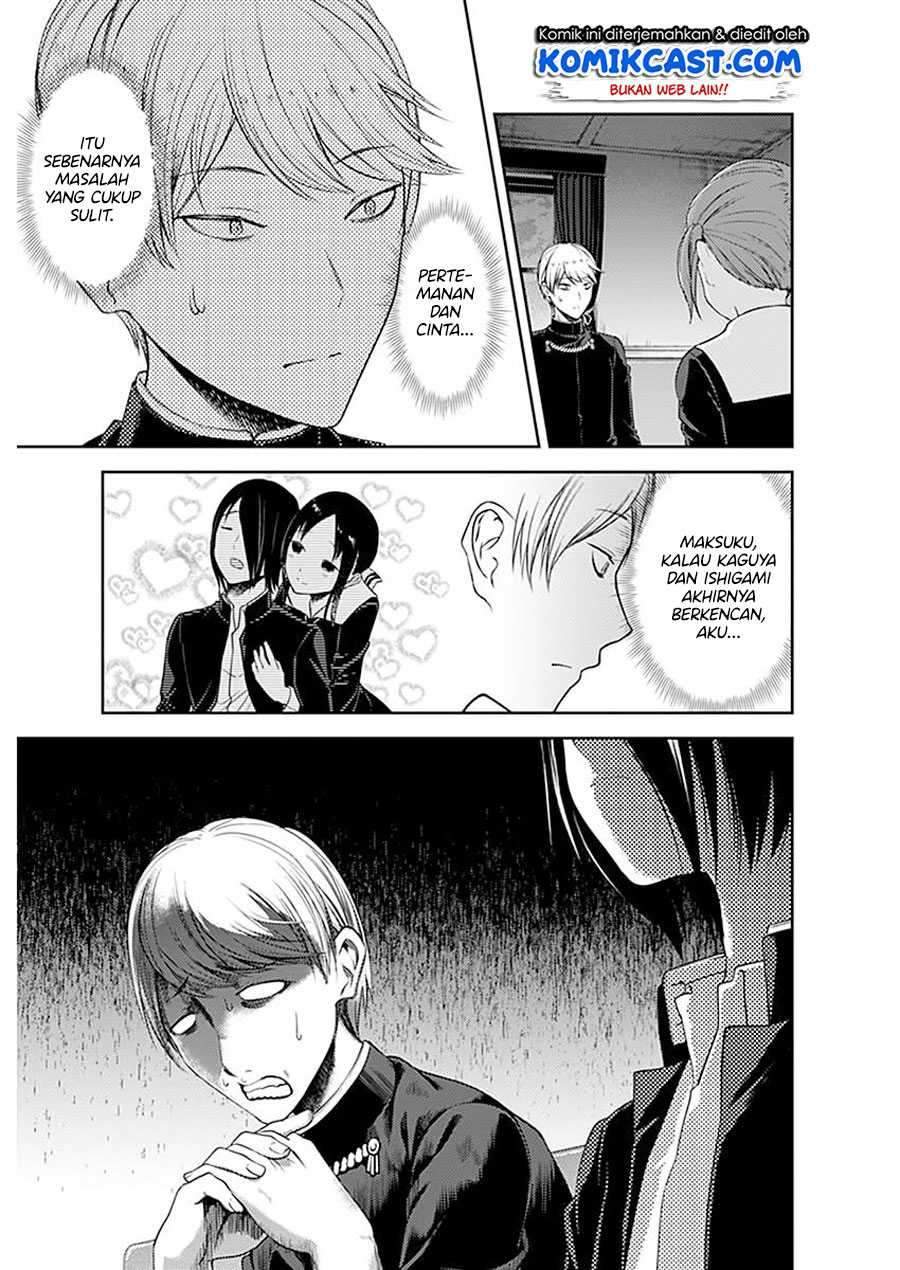 Komik ini diterjemahkan & diedit oleh
KOMIKCAST.COM
BUKAN WEB LAIN!!
PERTE-
MANAN
DAN
CINTA...
ITU
SEBENARNYA
MASALAH
YANG CUKUP
SULIT.
MAKSUKU,
KALAU KAGUYA
DAN ISHIGAMI
AKHIRNYA
BERKENCAN,
AKU...